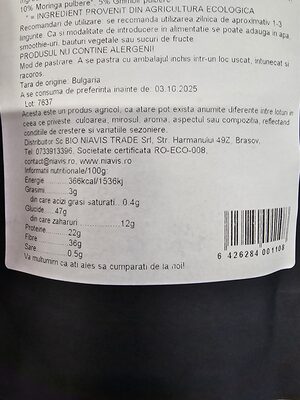 10% Moringa pulbere*, 5% Ghimbir pulbere*
*= INGREDIENT PROVENIT DIN AGRICULTURA ECOLOGICA
Recomandari de utilizare: se recomanda utilizarea zilnica de aproximativ 1-3
lingurite. Ca si modalitate de introducere in alimentatie se poate adauga in apa,
smoothie-uri, bauturi vegetale sau sucuri de fructe.
PRODUSUL NU CONTINE ALERGENI!
Mod de pastrare: A se pastra cu ambalajul inchis intr-un loc uscat, intunecat si
racoros.
Tara de origine: Bulgaria
A se consuma de preferinta inainte de: 03.10.2025
Lot: 7637
Acesta este un produs agricol, ca atare pot exista anumite diferente intre loturi in
ceea ce priveste: culoarea, mirosul, aroma, aspectul sau compozitia, reflectand
conditiile de crestere si variatiile sezoniere.
Distribuitor: Sc BIO NIAVIS TRADE Srl, Str. Harmanului 49Z, Brasov,
Tel: 0733913396. Societate certificata RO-ECO-008,
contact@niavis.ro, www.niavis.ro
Informatii nutritionale/100g:
Energie.............366kcal/1536kj
Grasimi.............3g
din care acizi grasi saturati...0.4g
Glucide.....47g
din care zaharuri...............12g
Proteine.......22g
Fibre...........36g
Sare............0.5g
Va multumim ca ati ales sa cumparati de la noi!
6 426284 001108